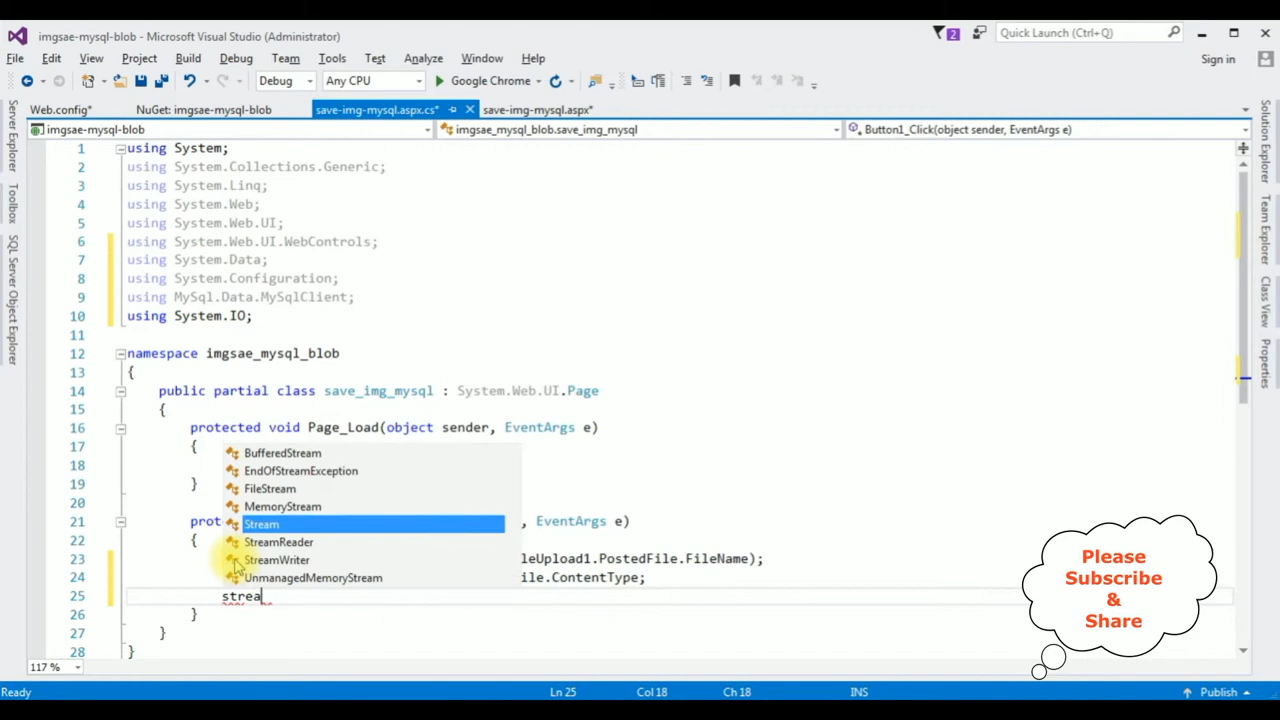 imgsae-mysql-blob - Microsoft Visual Studio (Administrator)
2
Quick Launch (Ctrl+Q)
File Edit View Project Build Debug Team Tools Test Analyze Window Help
Sign in
Debug Any CPU Google Chrome
Web.config* NuGet: imgsae-mysql-blob save-img-mysql.aspx.cs* save-img-mysql.aspx*
imgsae-mysql-blob imgsae_mysql_blob.save_img_mysql Button1_Click(object sender, EventArgs e)
Server Explorer
Toolbox
SQL Server Object Explorer
Solution Explorer
Team Explorer
Class View
Properties
1 using System;
2 using System.Collections.Generic;
3 using System.Linq;
4 using System.Web;
5 using System.Web.UI;
6 using System.Web.UI.WebControls;
7 using System.Data;
8 using System.Configuration;
9 using MySql.Data.MySqlClient;
10 using System.IO;
11
12 namespace imgsae_mysql_blob
13 {
14 public partial class save_img_mysql : System.Web.UI.Page
15 {
16 protected void Page_Load(object sender, EventArgs e)
17 {
18
19 }
20
21 prot , EventArgs e)
22 {
23 leUpload1.PostedFile.FileName);
24 ile.ContentType;
25 strea
26 }
27 }
28 }
BufferedStream
EndOfStreamException
FileStream
MemoryStream
Stream
StreamReader
StreamWriter
UnmanagedMemoryStream
Please
Subscribe
&
Share
117 %
Ready Ln 25 Col 18 Ch 18 INS Publish